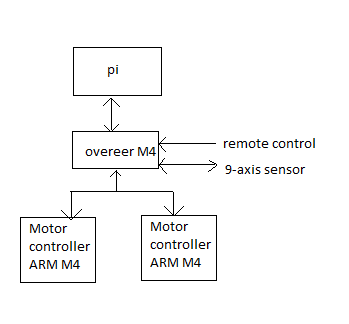 pi
overeer M4
remote control
9-axis sensor
Motor
controller
ARM M4
Motor
controller
ARM M4